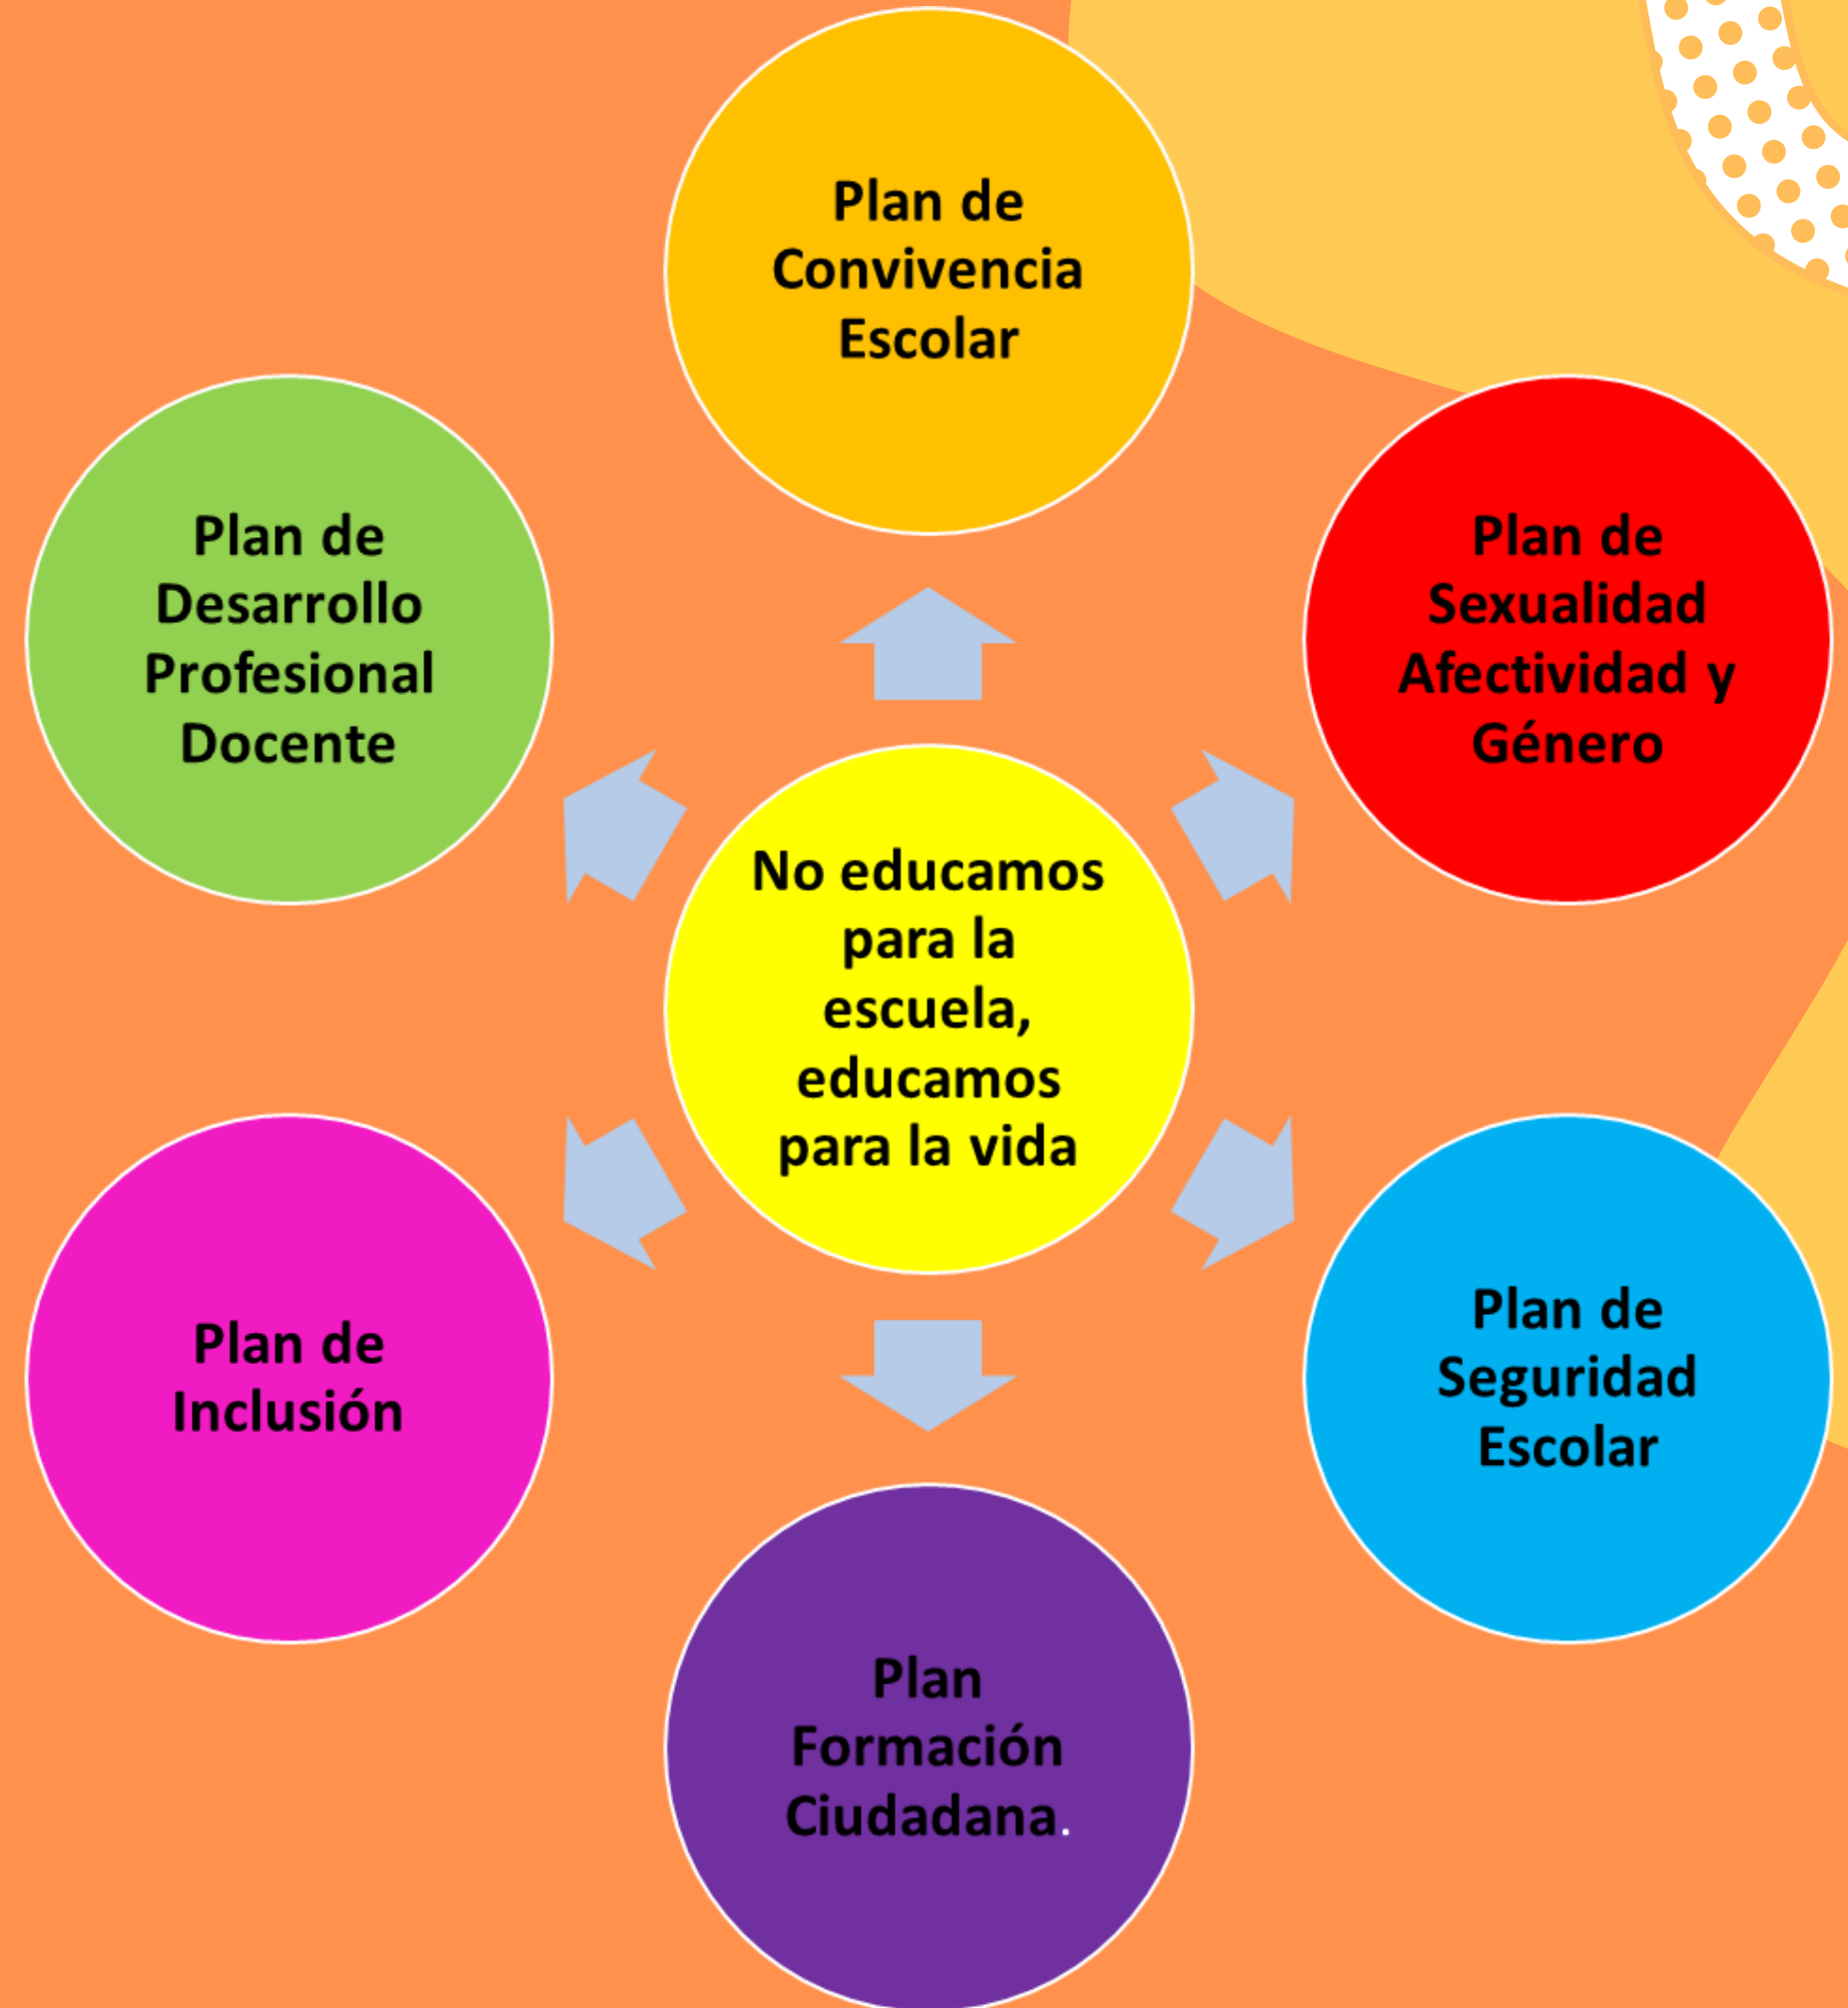 Plan de
Convivencia
Escolar
Plan de
Desarrollo
Profesional
Docente
Plan de
Sexualidad
Afectividad y
Género
No educamos
para la
escuela,
educamos
para la vida
Plan de
Inclusión
Plan de
Seguridad
Escolar
Plan
Formación
Ciudadana.